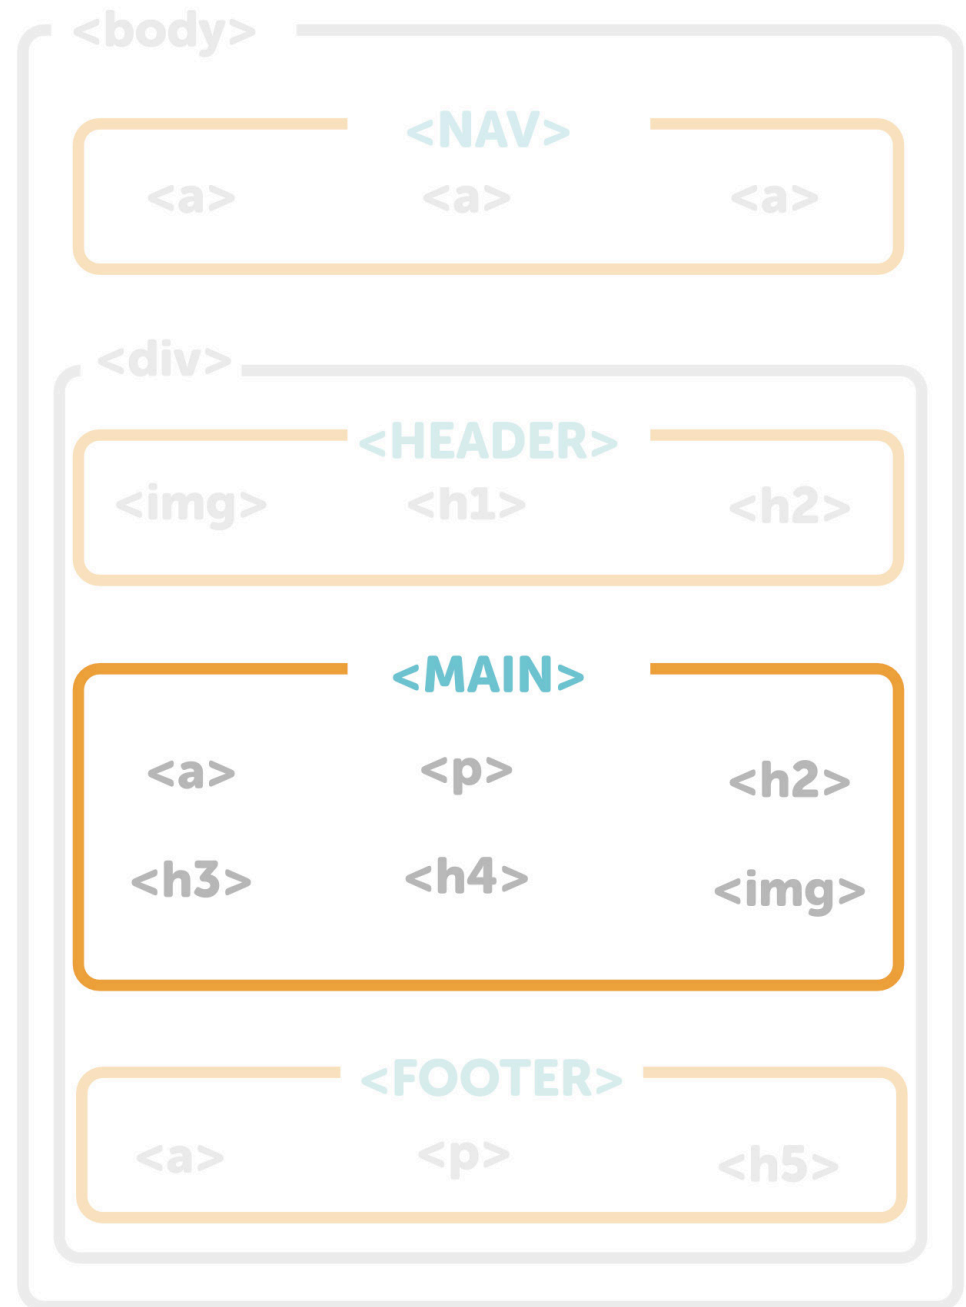 <body>
<NAV>
<a> <a> <a>
<div>
<HEADER>
<img> <h1> <h2>
<MAIN>
<a> <p> <h2>
<h3> <h4> <img>
<FOOTER>
<a> <p> <h5>